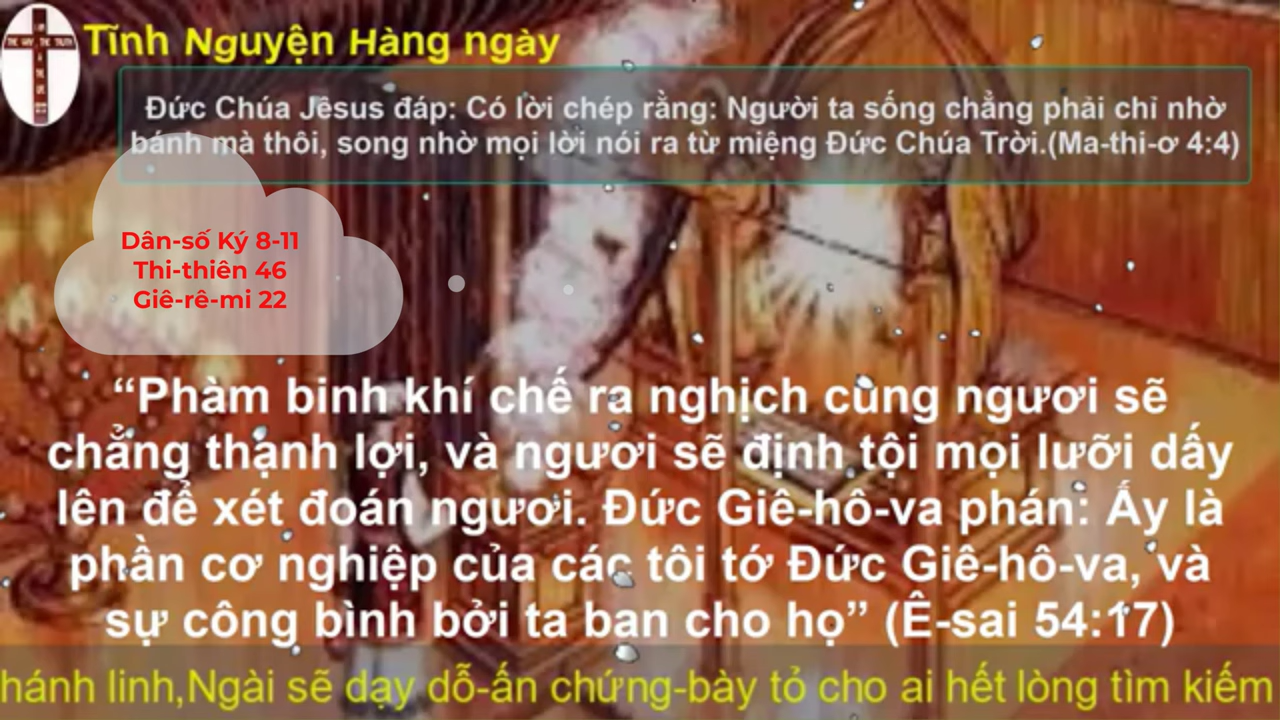 THE WAY THE TRUTH
Tĩnh Nguyện Hàng ngày
Đức Chúa Jêsus đáp: Có lời chép rằng: Người ta sống chẳng phải chỉ nhờ
bánh mà thôi, song nhờ mọi lời nói ra từ miệng Đức Chúa Trời.(Ma-thi-ơ 4:4)
Dân-số Ký 8-11
Thi-thiên 46
Giê-rê-mi 22
“Phàm binh khí chế ra nghịch cùng ngươi sẽ
chẳng thạnh lợi, và ngươi sẽ định tội mọi lưỡi dấy
lên để xét đoán ngươi. Đức Giê-hô-va phán: Ấy là
phần cơ nghiệp của các tôi tớ Đức Giê-hô-va, và
sự công bình bởi ta ban cho họ” (Ê-sai 54:17)
hánh linh,Ngài sẽ dạy dỗ-ấn chứng-bày tỏ cho ai hết lòng tìm kiếm